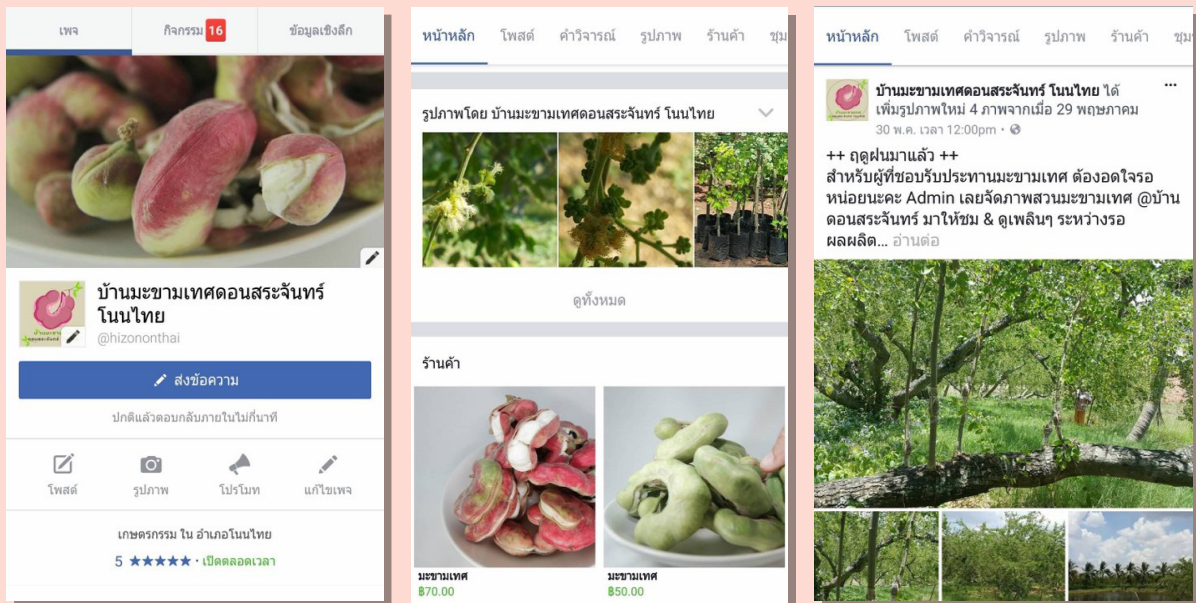 เพจ
กิจกรรม 16
ข้อมูลเชิงลึก
บ้านมะขามเทศดอนสระจันทร์
โนนไทย
@hizononthai
ส่งข้อความ
ปกติแล้วตอบกลับภายในไม่กี่นาที
โพสต์
รูปภาพ
โปรโมท
แก้ไขเพจ
เกษตรกรรม ใน อำเภอโนนไทย
5 ★★★★★ · เปิดตลอดเวลา
หน้าหลัก
โพสต์
คำวิจารณ์
รูปภาพ
ร้านค้า
ชุม
รูปภาพโดย บ้านมะขามเทศดอนสระจันทร์ โนนไทย
ดูทั้งหมด
ร้านค้า
มะขามเทศ
฿70.00
มะขามเทศ
฿50.00
หน้าหลัก
โพสต์
คำวิจารณ์
รูปภาพ
ร้านค้า
ชุม
บ้านมะขามเทศดอนสระจันทร์ โนนไทย ได้
เพิ่มรูปภาพใหม่ 4 ภาพจากเมื่อ 29 พฤษภาคม
30 พ.ค. เวลา 12:00pm ·
++ ฤดูฝนมาแล้ว ++
สำหรับผู้ที่ชอบรับประทานมะขามเทศ ต้องอดใจรอ
หน่อยนะคะ Admin เลยจัดภาพสวนมะขามเทศ @บ้าน
ดอนสระจันทร์ มาให้ชม & ดูเพลินๆ ระหว่างรอ
ผลผลิต... อ่านต่อ